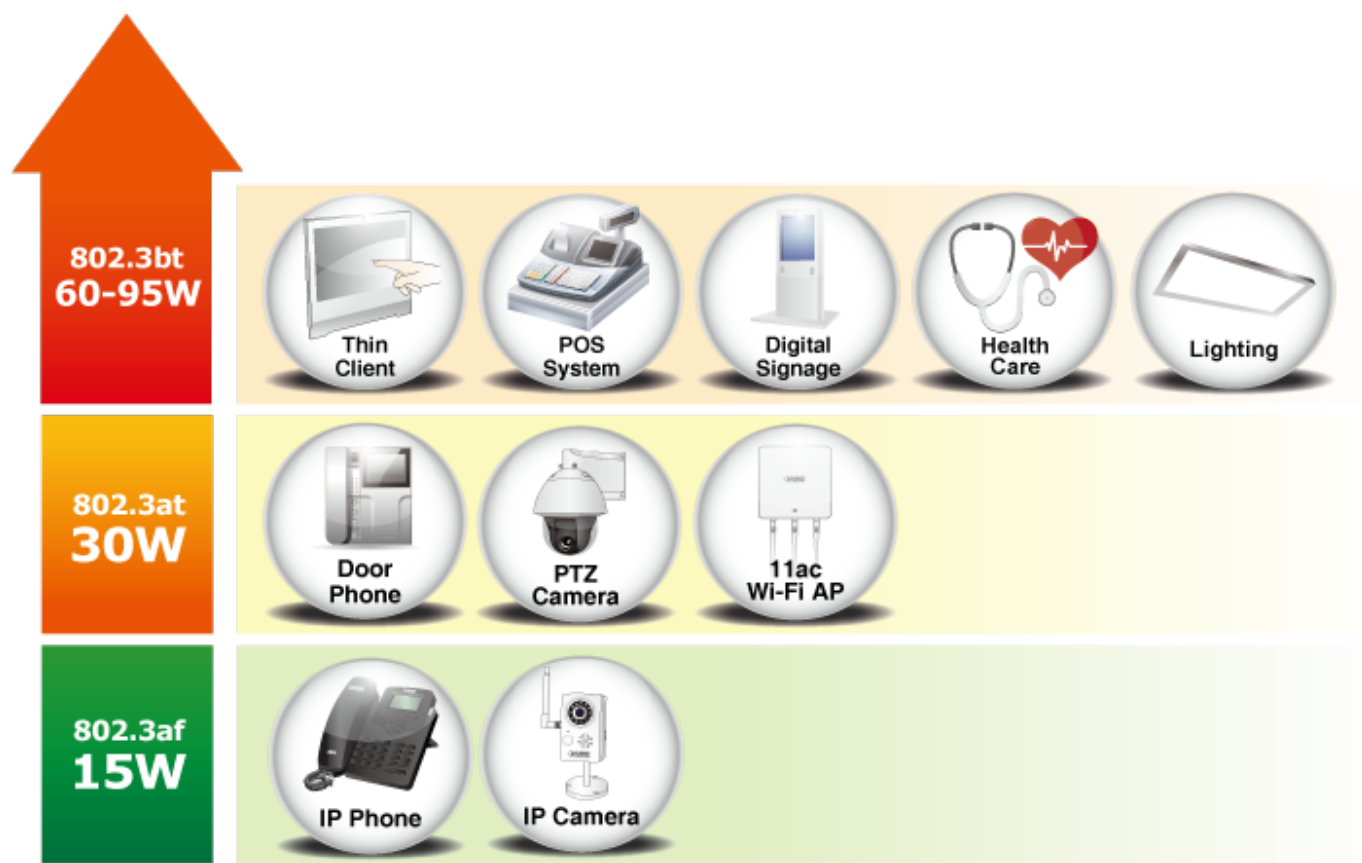 802.3bt
60-95W
Thin
Client
POS
System
Digital
Signage
Health
Care
Lighting
802.3at
30W
Door
Phone
PTZ
Camera
11ac
Wi-Fi AP
802.3af
15W
IP Phone
IP Camera